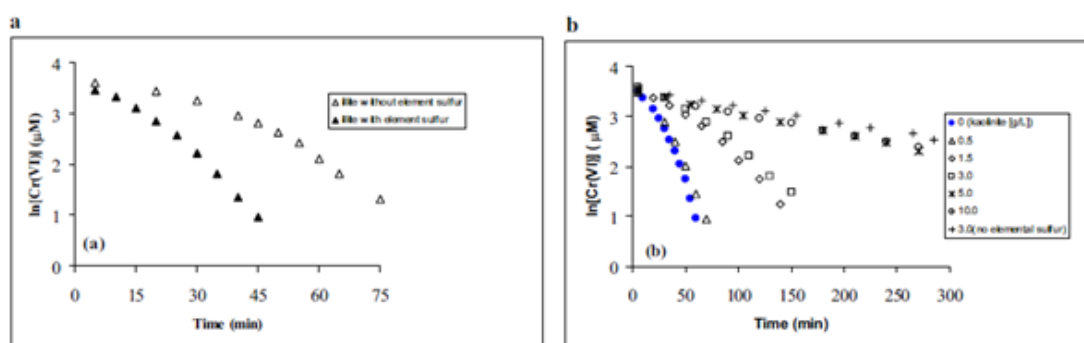 a
ln[Cr(VI)] (µM)
4
3
2
1
0
(a)
0 15 30 45 60 75
Time (min)
Illite without element sulfur
Illite with element sulfur
b
ln[Cr(VI)] ( µM)
4
3
2
1
0
(b)
0 50 100 150 200 250 300
Time (min)
0 (kaolinite [g/L])
0.5
1.5
3.0
5.0
10.0
3.0(no elemental sulfur)